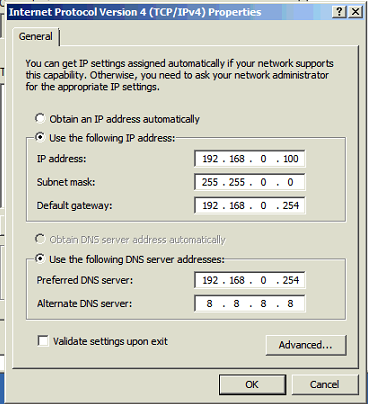 Internet Protocol Version 4 (TCP/IPv4) Properties
General
You can get IP settings assigned automatically if your network supports
this capability. Otherwise, you need to ask your network administrator
for the appropriate IP settings.
Obtain an IP address automatically
Use the following IP address:
IP address: 192 . 168 . 0 . 100
Subnet mask: 255 . 255 . 0 . 0
Default gateway: 192 . 168 . 0 . 254
Obtain DNS server address automatically
Use the following DNS server addresses:
Preferred DNS server: 192 . 168 . 0 . 254
Alternate DNS server: 8 . 8 . 8 . 8
Validate settings upon exit
Advanced...
OK Cancel